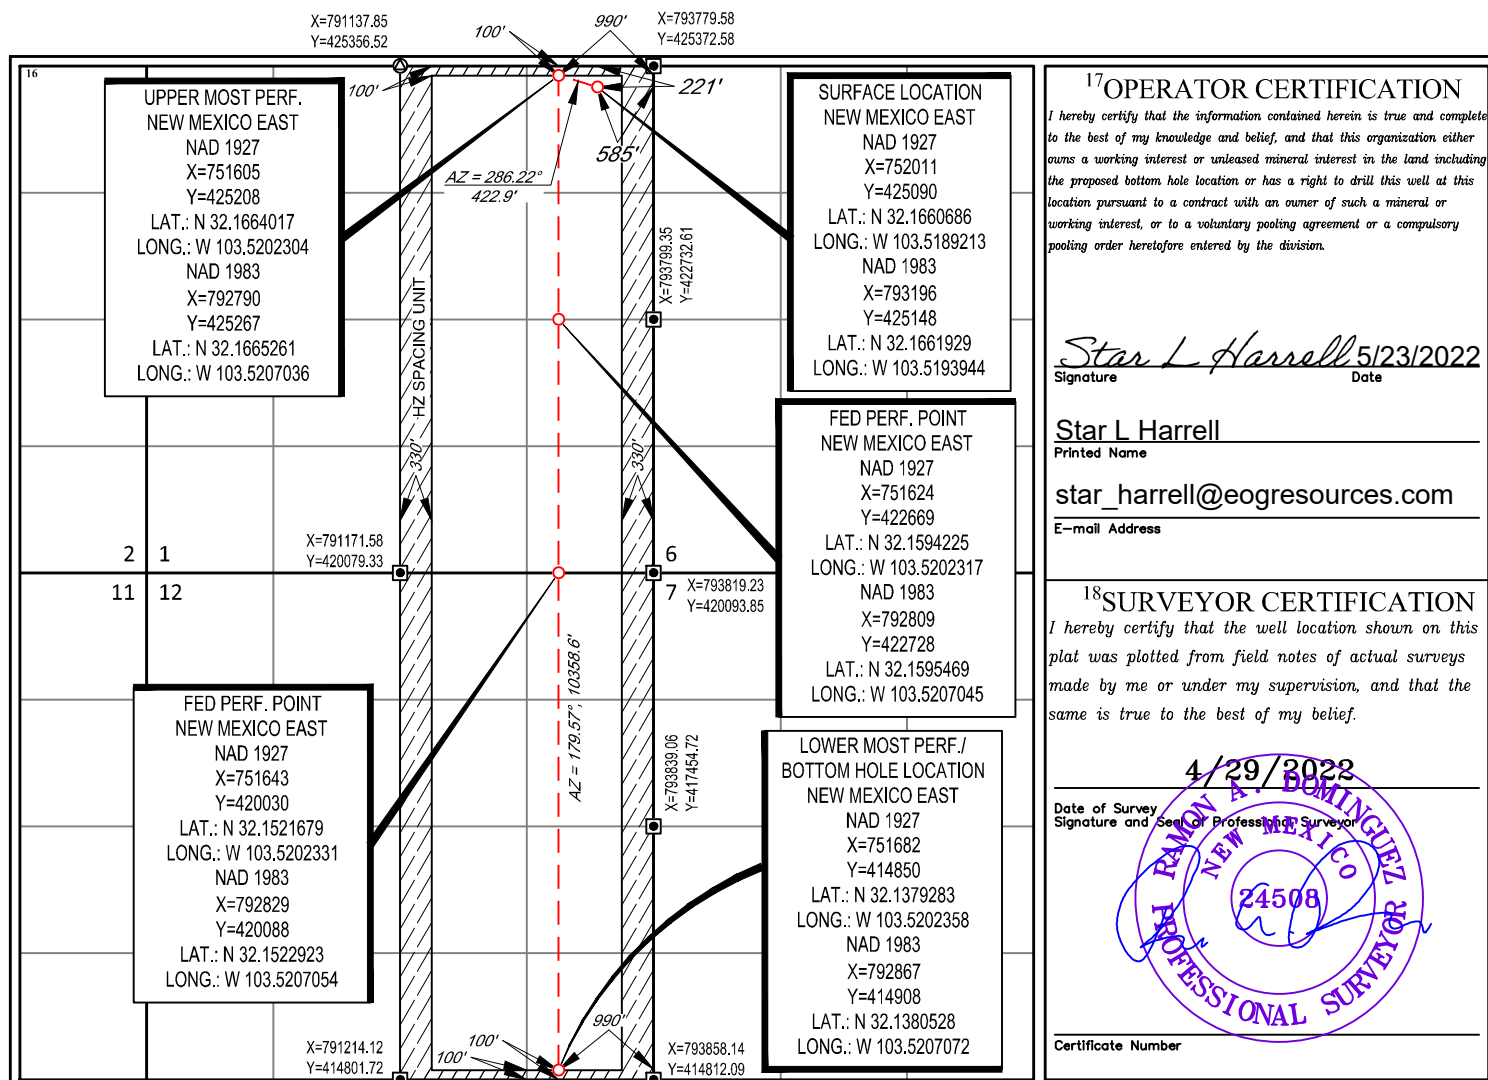 X=791137.85
Y=425356.52
100'
990'
X=793779.58
Y=425372.58
16
100'
221'
585'
AZ = 286.22°
422.9'
UPPER MOST PERF.
NEW MEXICO EAST
NAD 1927
X=751605
Y=425208
LAT.: N 32.1664017
LONG.: W 103.5202304
NAD 1983
X=792790
Y=425267
LAT.: N 32.1665261
LONG.: W 103.5207036
SURFACE LOCATION
NEW MEXICO EAST
NAD 1927
X=752011
Y=425090
LAT.: N 32.1660686
LONG.: W 103.5189213
NAD 1983
X=793196
Y=425148
LAT.: N 32.1661929
LONG.: W 103.5193944
X=793799.35
Y=422732.61
HZ SPACING UNIT
330'
330'
FED PERF. POINT
NEW MEXICO EAST
NAD 1927
X=751624
Y=422669
LAT.: N 32.1594225
LONG.: W 103.5202317
NAD 1983
X=792809
Y=422728
LAT.: N 32.1595469
LONG.: W 103.5207045
2 1
11 12
X=791171.58
Y=420079.33
6
7
X=793819.23
Y=420093.85
FED PERF. POINT
NEW MEXICO EAST
NAD 1927
X=751643
Y=420030
LAT.: N 32.1521679
LONG.: W 103.5202331
NAD 1983
X=792829
Y=420088
LAT.: N 32.1522923
LONG.: W 103.5207054
AZ = 179.57°, 10358.6'
X=793839.06
Y=417454.72
LOWER MOST PERF./
BOTTOM HOLE LOCATION
NEW MEXICO EAST
NAD 1927
X=751682
Y=414850
LAT.: N 32.1379283
LONG.: W 103.5202358
NAD 1983
X=792867
Y=414908
LAT.: N 32.1380528
LONG.: W 103.5207072
X=791214.12
Y=414801.72
100'
100'
990'
X=793858.14
Y=414812.09
17OPERATOR CERTIFICATION
I hereby certify that the information contained herein is true and complete
to the best of my knowledge and belief, and that this organization either
owns a working interest or unleased mineral interest in the land including
the proposed bottom hole location or has a right to drill this well at this
location pursuant to a contract with an owner of such a mineral or
working interest, or to a voluntary pooling agreement or a compulsory
pooling order heretofore entered by the division.
Star L Harrell 5/23/2022
Signature Date
Star L Harrell
Printed Name
star_harrell@eogresources.com
E-mail Address
18SURVEYOR CERTIFICATION
I hereby certify that the well location shown on this
plat was plotted from field notes of actual surveys
made by me or under my supervision, and that the
same is true to the best of my belief.
4/29/2022
Date of Survey
Signature and Seal of Professional Surveyor
RAMON A. DOMINGUEZ
NEW MEXICO
24508
PROFESSIONAL SURVEYOR
Certificate Number